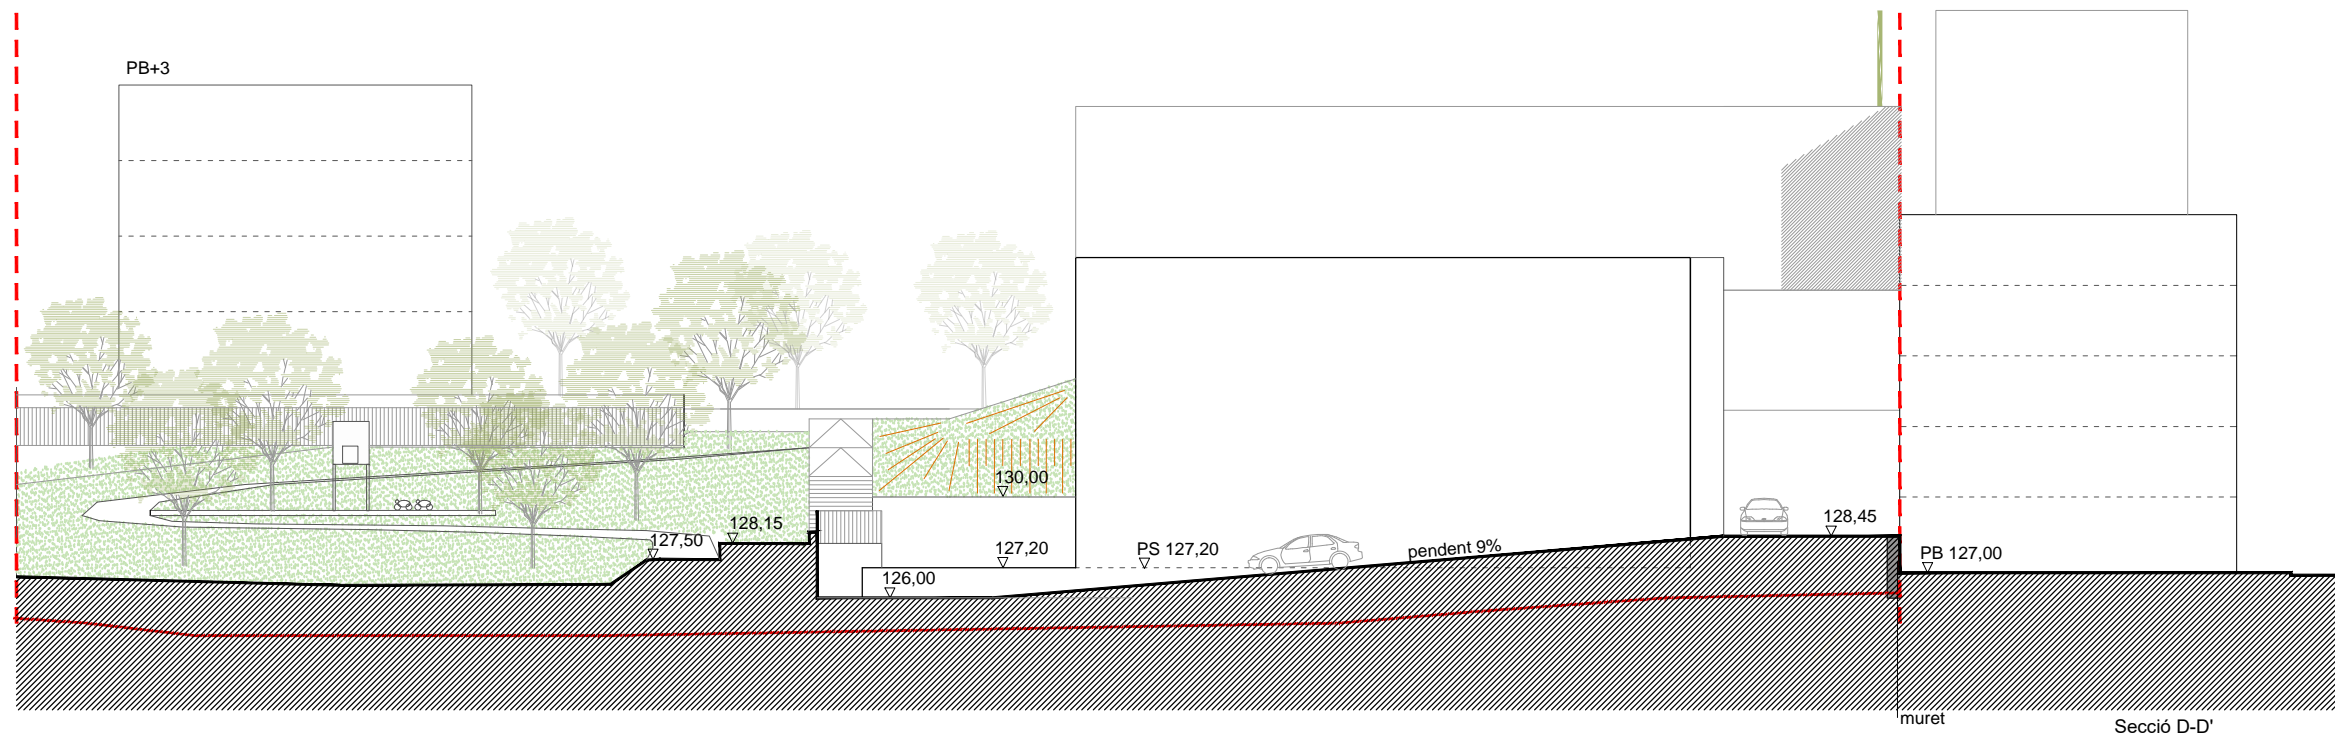 PB+3
130,00
128,15
128,45
127,50
127,20
PS 127,20
pendent 9%
PB 127,00
126,00
muret
Secció D-D'